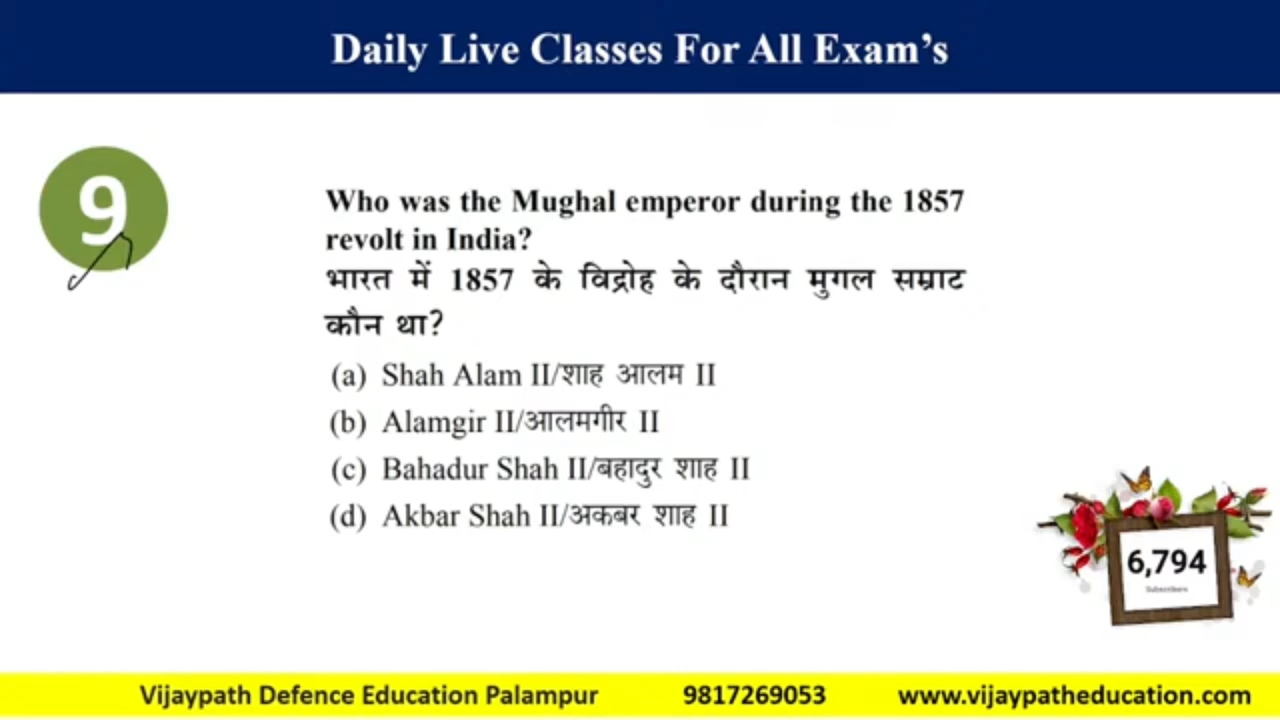 Daily Live Classes For All Exam's
9
Who was the Mughal emperor during the 1857
revolt in India?
भारत में 1857 के विद्रोह के दौरान मुगल सम्राट
कौन था?
(a) Shah Alam II/शाह आलम II
(b) Alamgir II/आलमगीर II
(c) Bahadur Shah II/बहादुर शाह II
(d) Akbar Shah II/अकबर शाह II
6,794
Subscribers
Vijaypath Defence Education Palampur 9817269053 www.vijaypatheducation.com